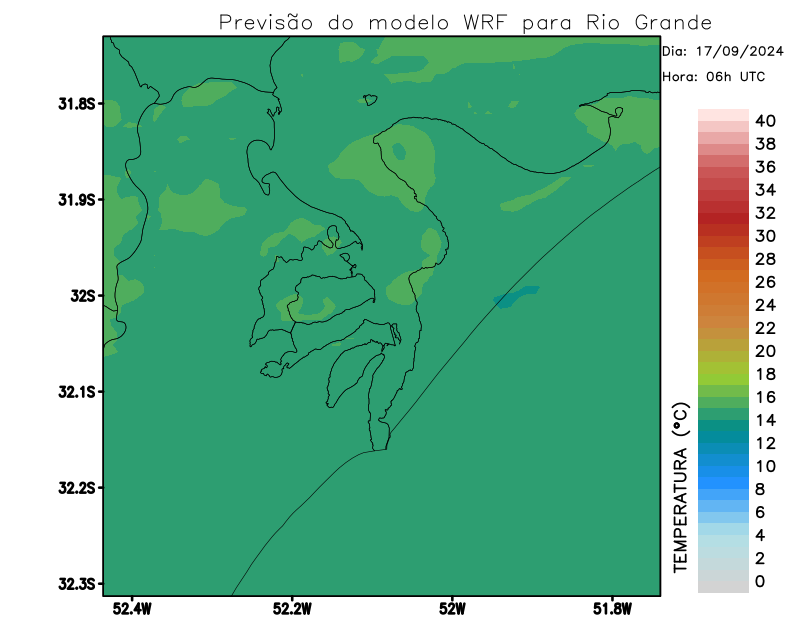 Previsão do modelo WRF para Rio Grande
Dia: 17/09/2024
Hora: 06h UTC
31.8S
31.9S
32S
32.1S
32.2S
32.3S
52.4W
52.2W
52W
51.8W
TEMPERATURA (°C)
40
38
36
34
32
30
28
26
24
22
20
18
16
14
12
10
8
6
4
2
0